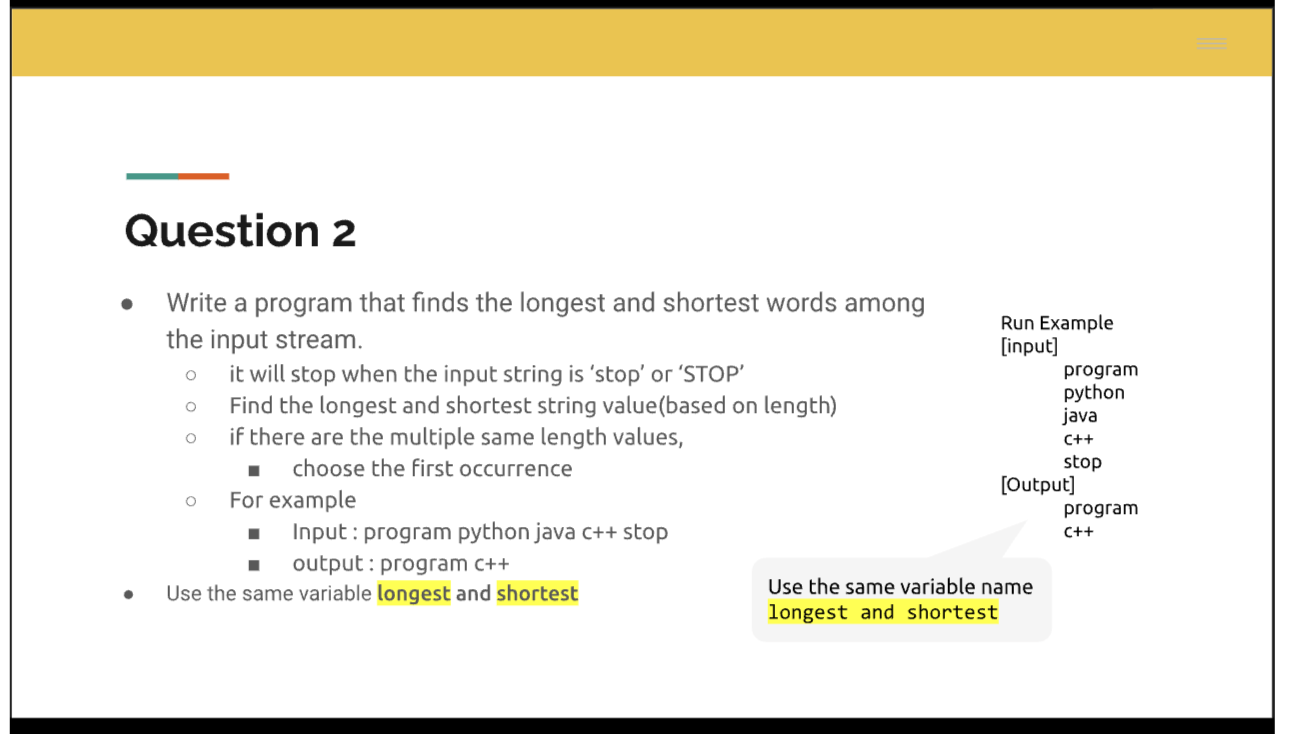 Question 2
● Write a program that finds the longest and shortest words among
the input stream.
○ it will stop when the input string is ‘stop’ or ‘STOP’
○ Find the longest and shortest string value(based on length)
○ if there are the multiple same length values,
■ choose the first occurrence
○ For example
■ Input : program python java c++ stop
■ output : program c++
● Use the same variable longest and shortest
Run Example
[input]
program
python
java
c++
stop
[Output]
program
c++
Use the same variable name
longest and shortest